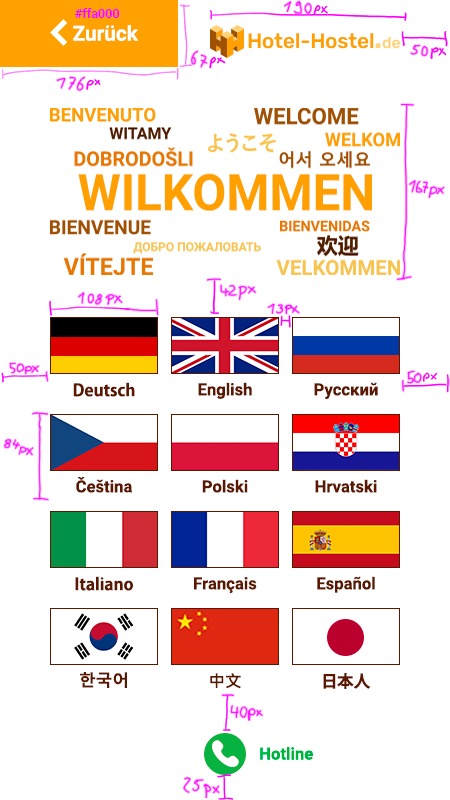 #ffa000
Zurück
190px
Hotel-Hostel.de
50px
67px
176px
BENVENUTO
WELCOME
WITAMY
ようこそ
WELKOM
DOBRODOŠLI
어서 오세요
WILKOMMEN
167px
BIENVENUE
BIENVENIDAS
ДОБРО ПОЖАЛОВАТЬ
欢迎
VÍTEJTE
VELKOMMEN
42px
108px
13px
50px
50px
Deutsch
English
Русский
84px
Čeština
Polski
Hrvatski
Italiano
Français
Español
한국어
中文
日本人
40px
Hotline
25px